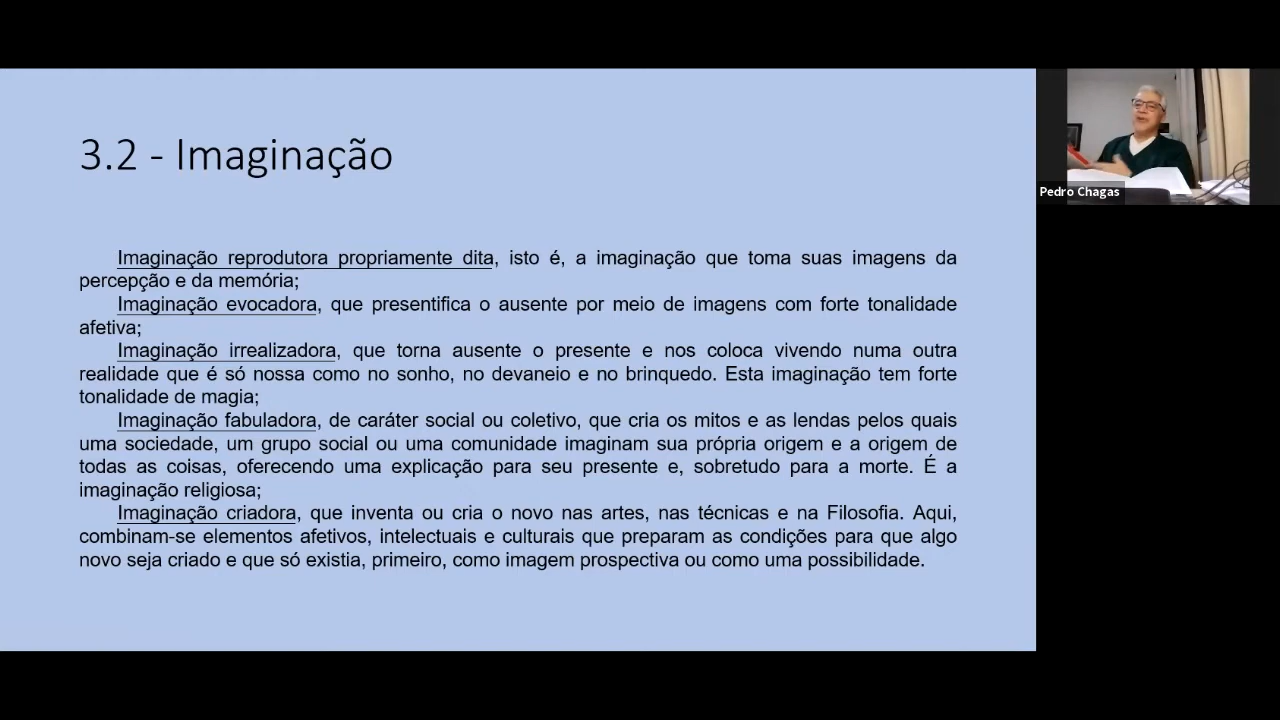 3.2 - Imaginação
Pedro Chagas
Imaginação reprodutora propriamente dita, isto é, a imaginação que toma suas imagens da
percepção e da memória;
Imaginação evocadora, que presentifica o ausente por meio de imagens com forte tonalidade
afetiva;
Imaginação irrealizadora, que torna ausente o presente e nos coloca vivendo numa outra
realidade que é só nossa como no sonho, no devaneio e no brinquedo. Esta imaginação tem forte
tonalidade de magia;
Imaginação fabuladora, de caráter social ou coletivo, que cria os mitos e as lendas pelos quais
uma sociedade, um grupo social ou uma comunidade imaginam sua própria origem e a origem de
todas as coisas, oferecendo uma explicação para seu presente e, sobretudo para a morte. É a
imaginação religiosa;
Imaginação criadora, que inventa ou cria o novo nas artes, nas técnicas e na Filosofia. Aqui,
combinam-se elementos afetivos, intelectuais e culturais que preparam as condições para que algo
novo seja criado e que só existia, primeiro, como imagem prospectiva ou como uma possibilidade.